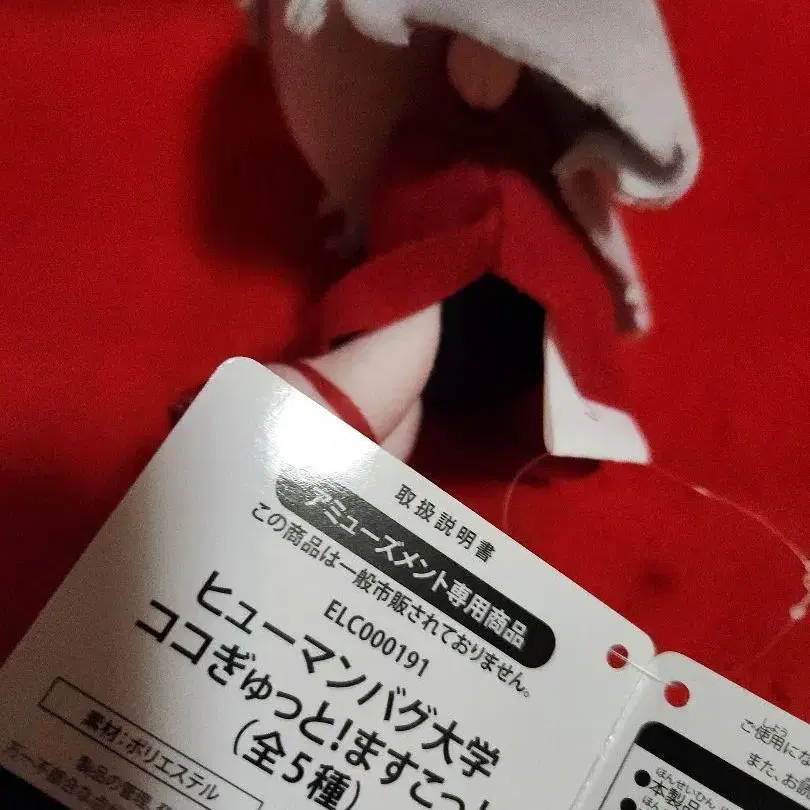 取扱説明書
アミューズメント専用商品
この商品は一般市販されておりません。
ELC000191
ヒューマンバグ大学
ココぎゅっと!ますこっ
(全5種)
素材:ポリエステル
ご使用にな
また、お
●本製品